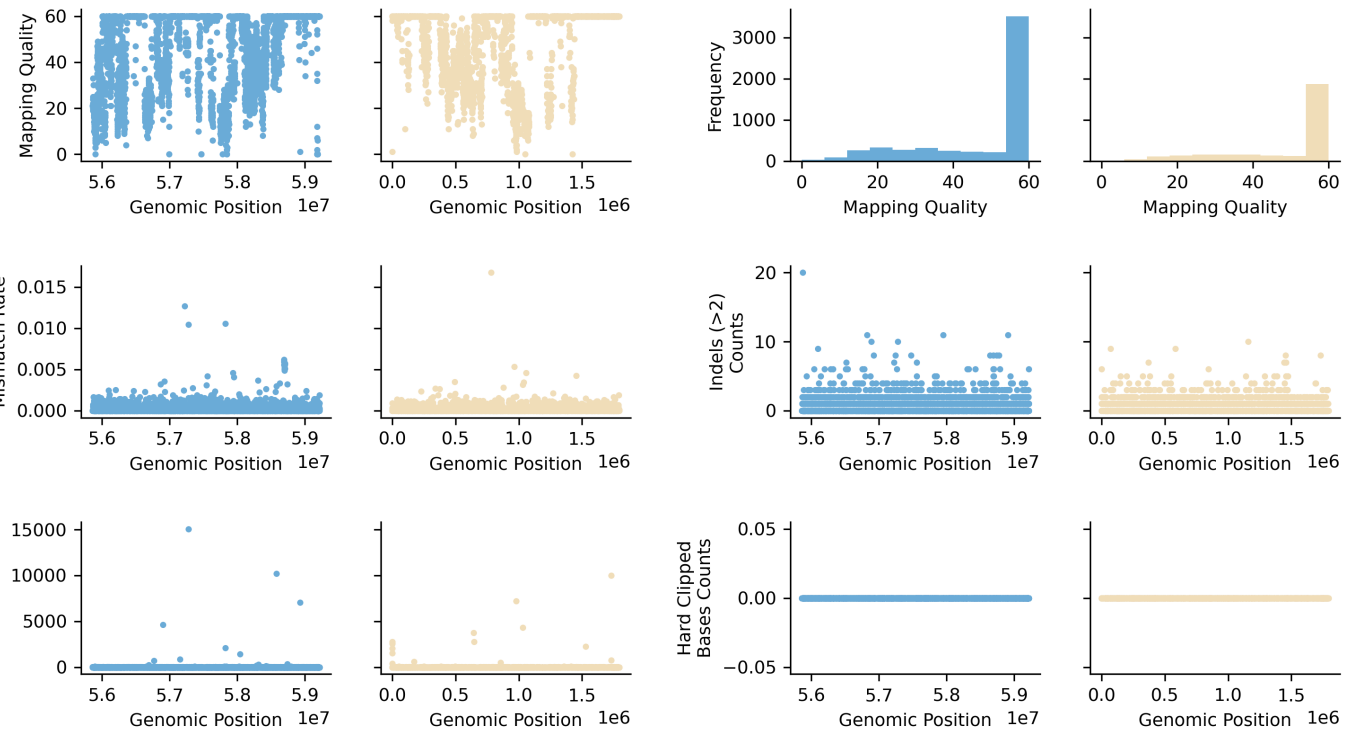 60
40
20
0
Mapping Quality
5.6 5.7 5.8 5.9
Genomic Position 1e7
0.0 0.5 1.0 1.5
Genomic Position 1e6
3000
2000
1000
0
Frequency
0 20 40 60
Mapping Quality
0 20 40 60
Mapping Quality
0.015
0.010
0.005
0.000
5.6 5.7 5.8 5.9
Genomic Position 1e7
0.0 0.5 1.0 1.5
Genomic Position 1e6
20
10
0
Indels (>2)
Counts
5.6 5.7 5.8 5.9
Genomic Position 1e7
0.0 0.5 1.0 1.5
Genomic Position 1e6
15000
10000
5000
0
5.6 5.7 5.8 5.9
Genomic Position 1e7
0.0 0.5 1.0 1.5
Genomic Position 1e6
0.05
0.00
−0.05
Hard Clipped
Bases Counts
5.6 5.7 5.8 5.9
Genomic Position 1e7
0.0 0.5 1.0 1.5
Genomic Position 1e6